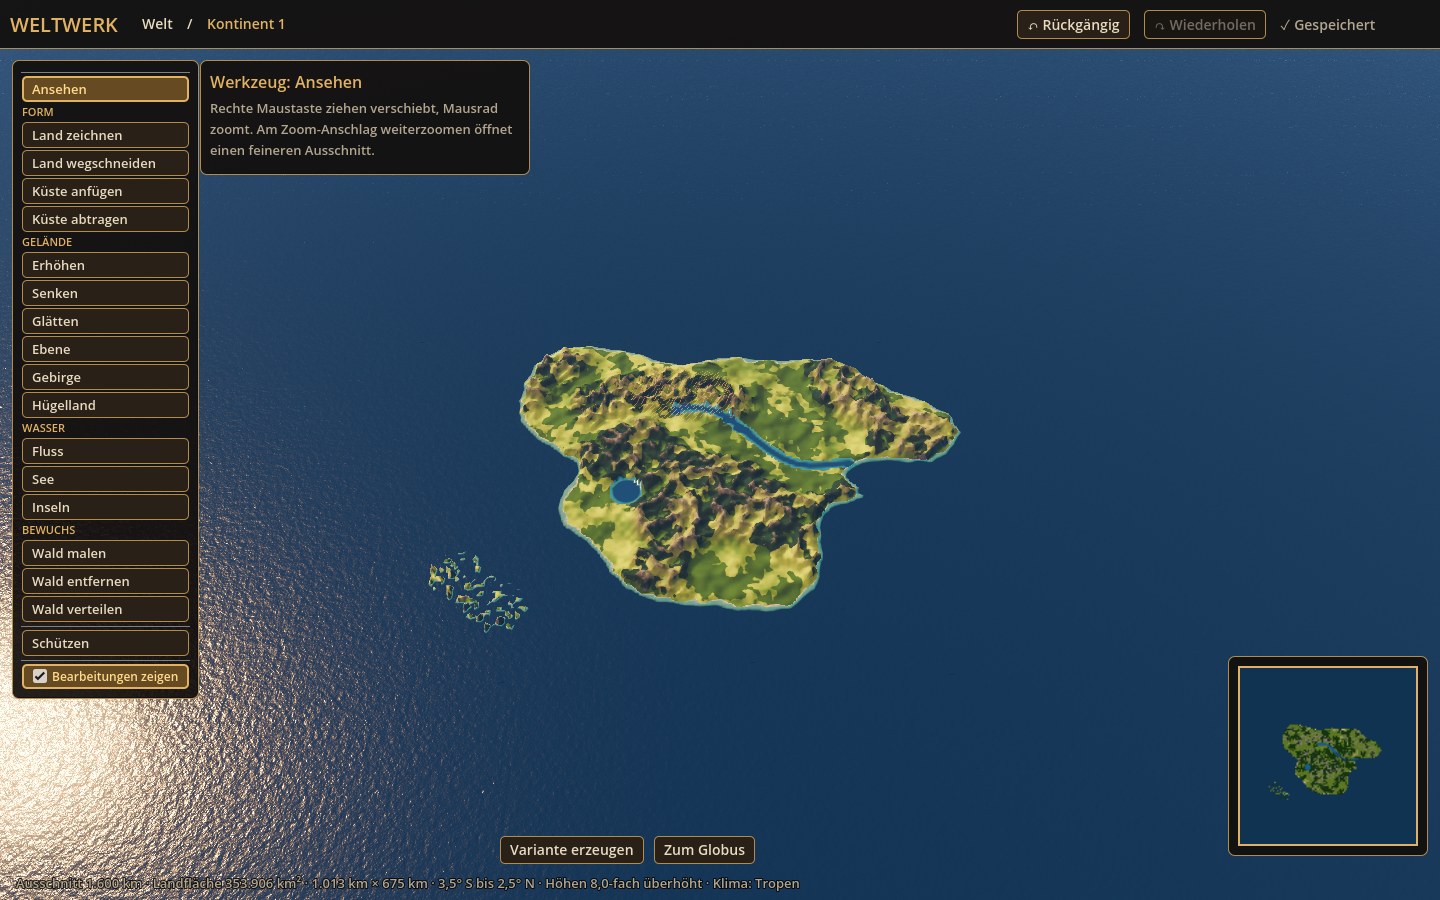 WELTWERK Welt / Kontinent 1 Rückgängig Wiederholen ✓ Gespeichert
Ansehen
FORM
Land zeichnen
Land wegschneiden
Küste anfügen
Küste abtragen
GELÄNDE
Erhöhen
Senken
Glätten
Ebene
Gebirge
Hügelland
WASSER
Fluss
See
Inseln
BEWUCHS
Wald malen
Wald entfernen
Wald verteilen
Schützen
Bearbeitungen zeigen
Werkzeug: Ansehen
Rechte Maustaste ziehen verschiebt, Mausrad
zoomt. Am Zoom-Anschlag weiterzoomen öffnet
einen feineren Ausschnitt.
Variante erzeugen Zum Globus
Ausschnitt 1.600 km · Landfläche 353.906 km² · 1.013 km × 675 km · 3,5° S bis 2,5° N · Höhen 8,0-fach überhöht · Klima: Tropen